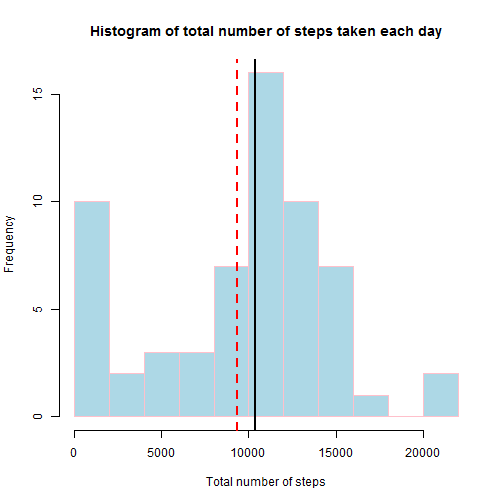 Histogram of total number of steps taken each day
Frequency
15
10
5
0
0 5000 10000 15000 20000
Total number of steps